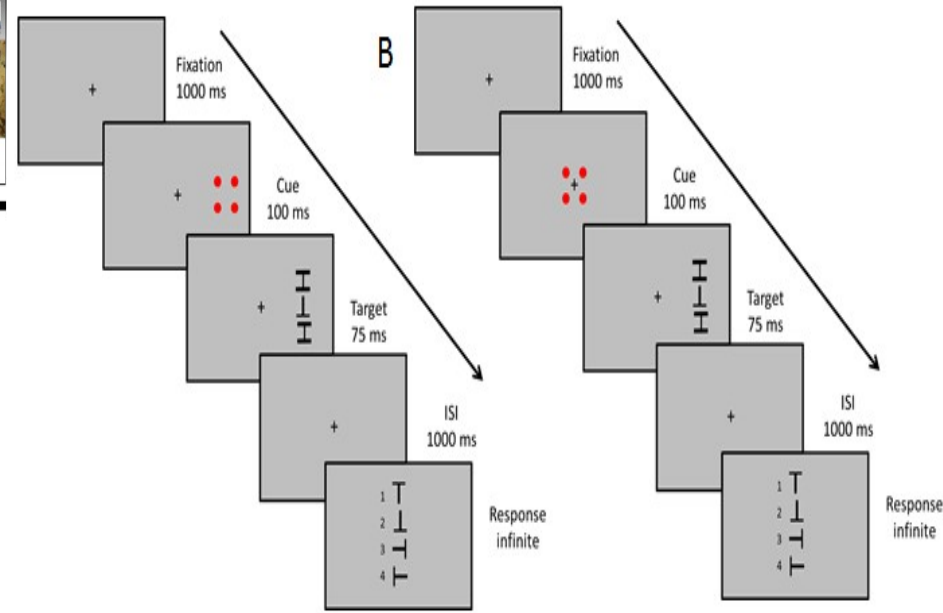 Fixation
1000 ms
Cue
100 ms
Target
75 ms
ISI
1000 ms
1
2
3
4
Response
infinite
B
Fixation
1000 ms
Cue
100 ms
Target
75 ms
ISI
1000 ms
1
2
3
4
Response
infinite